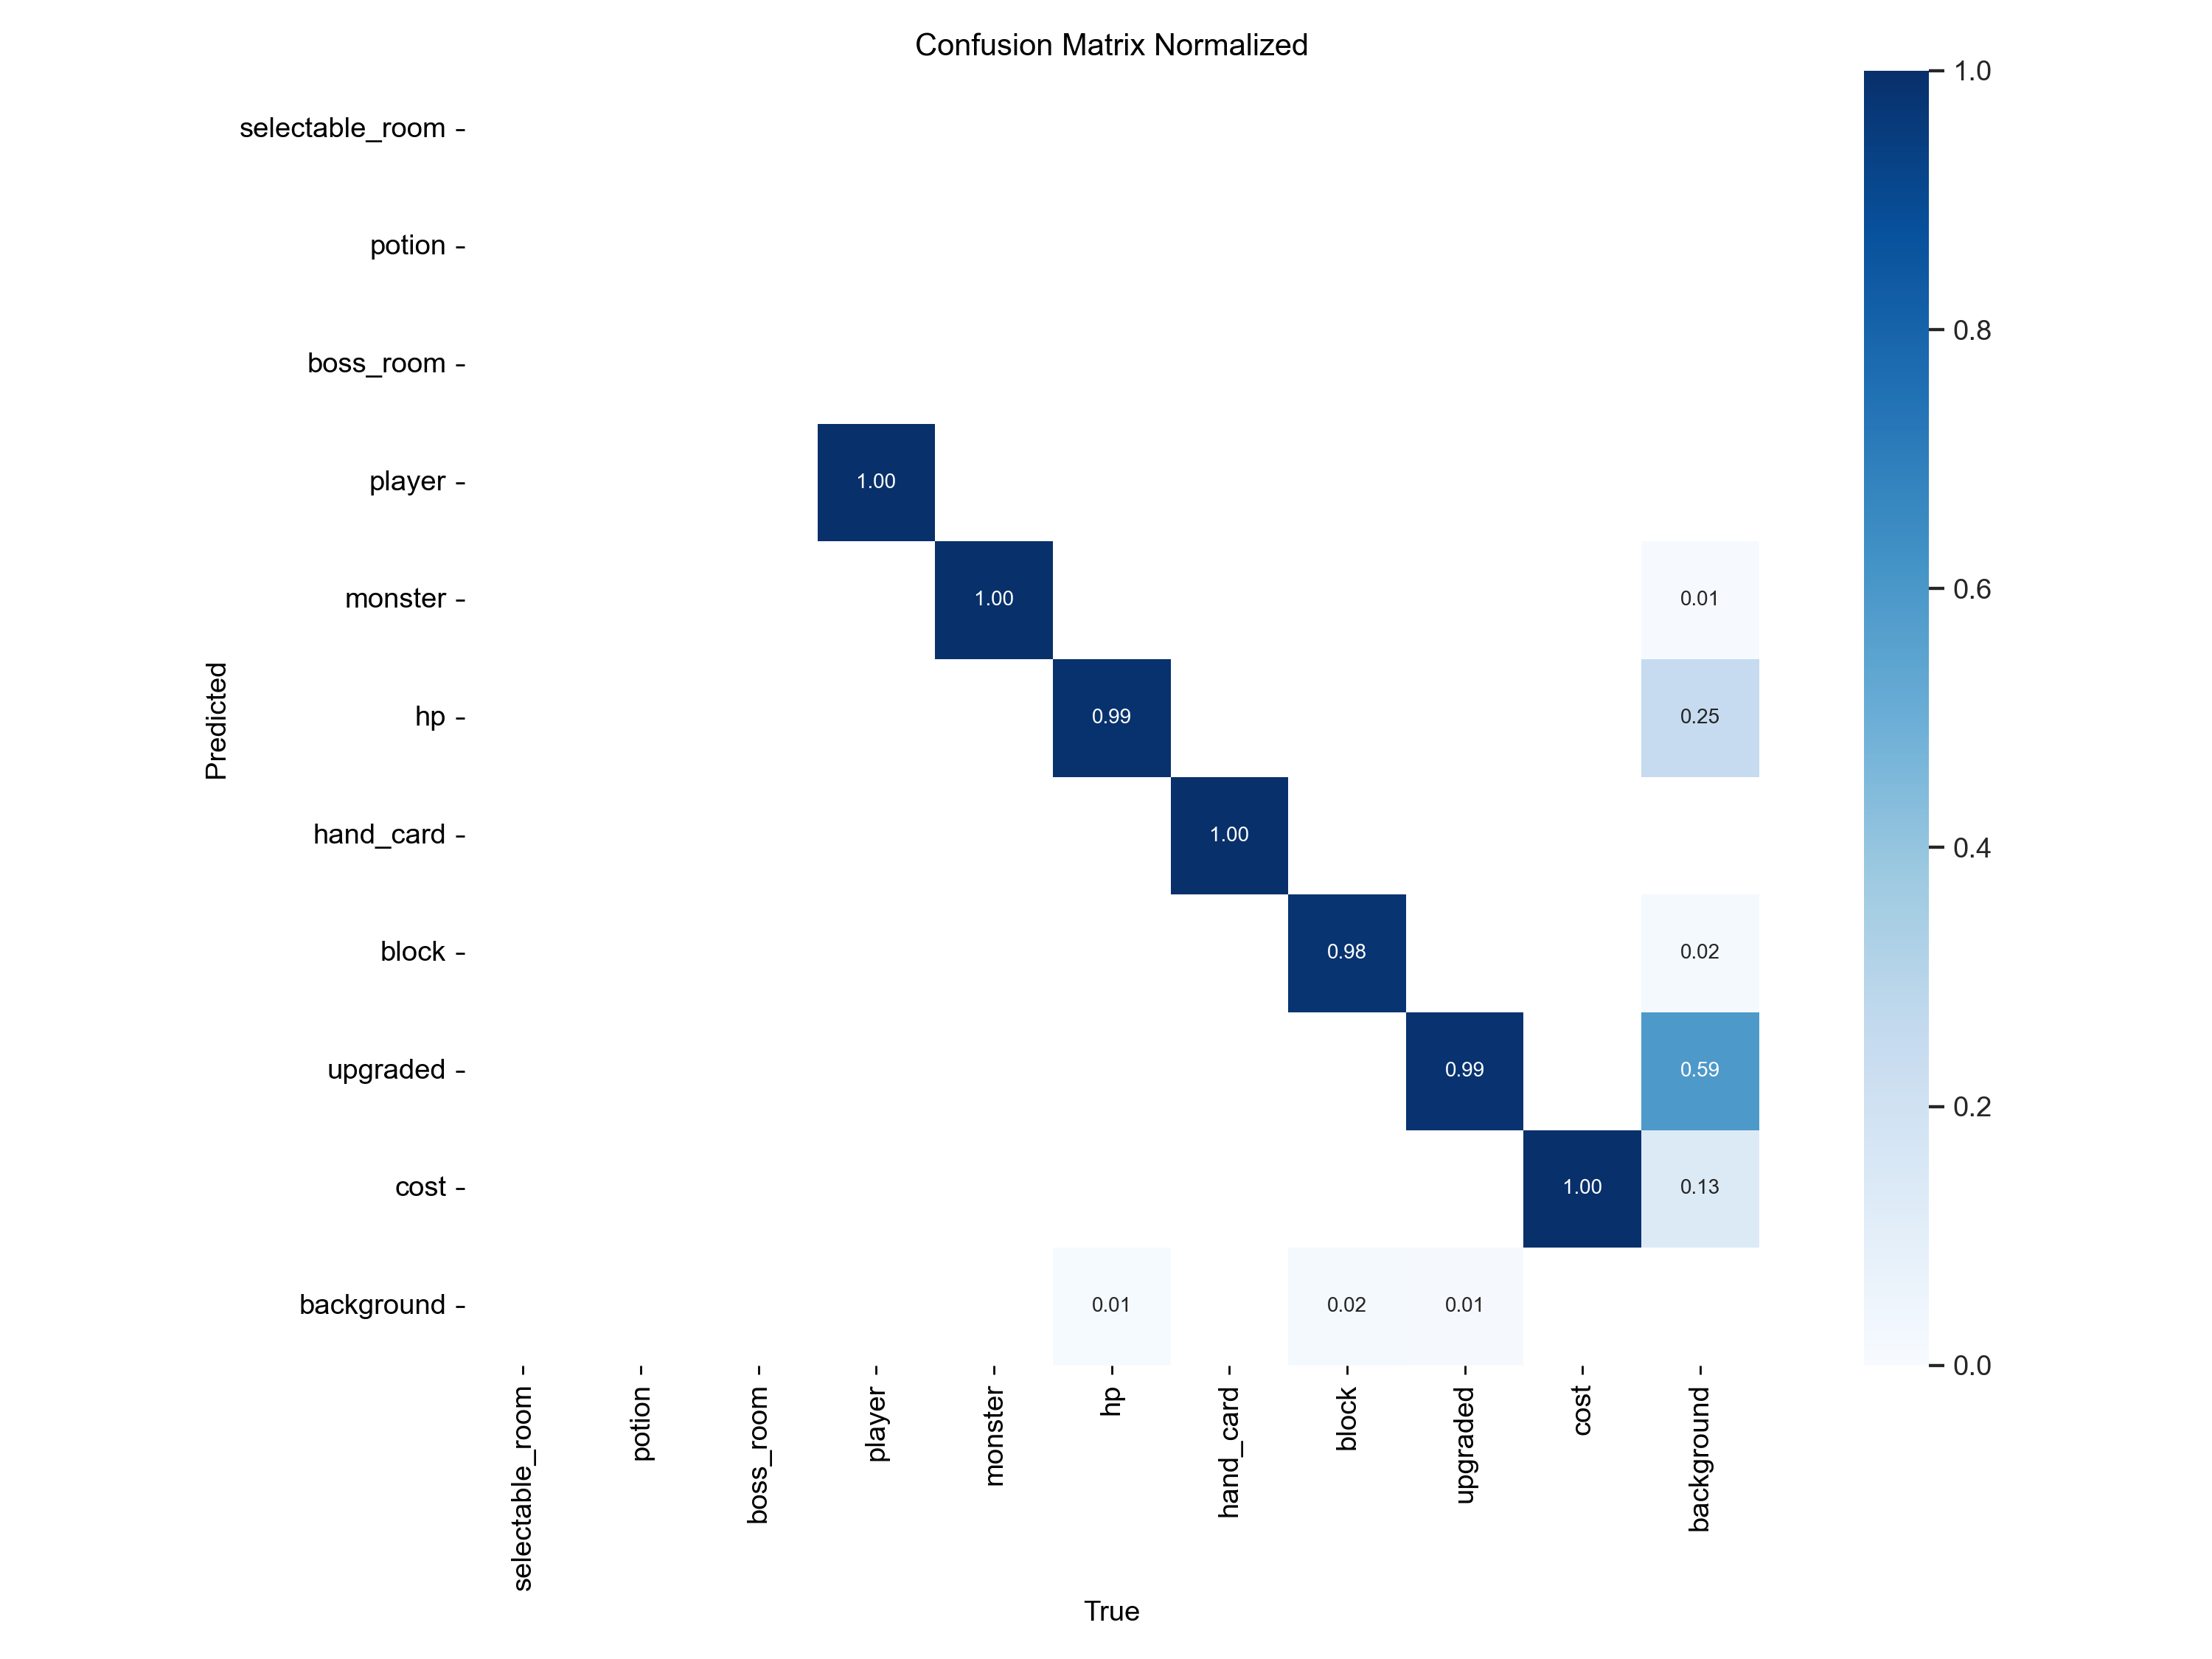 Confusion Matrix Normalized
selectable_room
potion
boss_room
player
monster
hp
hand_card
block
upgraded
cost
background
Predicted
1.00
1.00
0.01
0.99
0.25
1.00
0.98
0.02
0.99
0.59
1.00
0.13
0.01
0.02
0.01
selectable_room
potion
boss_room
player
monster
hp
hand_card
block
upgraded
cost
background
True
1.0
0.8
0.6
0.4
0.2
0.0